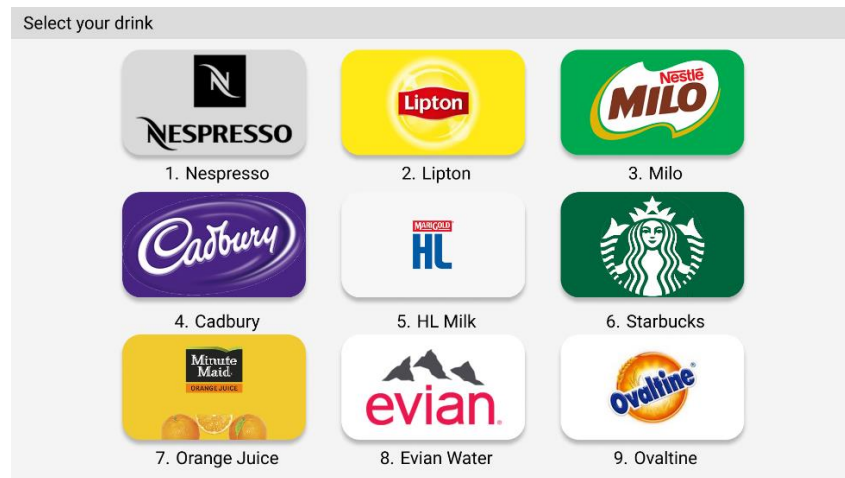 Select your drink
N
NESPRESSO
1. Nespresso
Lipton
2. Lipton
Nestlé
MILO
3. Milo
Cadbury
4. Cadbury
MARIGOLD
HL
5. HL Milk
6. Starbucks
Minute
Maid
ORANGE JUICE
7. Orange Juice
evian.
8. Evian Water
Ovaltine
9. Ovaltine